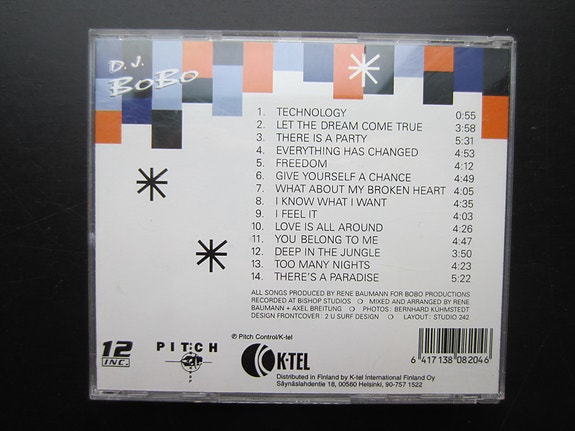 D.J.
BOBO
1. TECHNOLOGY 0:55
2. LET THE DREAM COME TRUE 3:58
3. THERE IS A PARTY 5:31
4. EVERYTHING HAS CHANGED 4:53
5. FREEDOM 4:12
6. GIVE YOURSELF A CHANCE 4:49
7. WHAT ABOUT MY BROKEN HEART 4:05
8. I KNOW WHAT I WANT 4:35
9. I FEEL IT 4:03
10. LOVE IS ALL AROUND 4:26
11. YOU BELONG TO ME 4:47
12. DEEP IN THE JUNGLE 3:50
13. TOO MANY NIGHTS 4:23
14. THERE'S A PARADISE 5:22
ALL SONGS PRODUCED BY RENE BAUMANN FOR BOBO PRODUCTIONS
RECORDED AT BISHOP STUDIOS ❍ MIXED AND ARRANGED BY RENE
BAUMANN + AXEL BREITUNG ❍ PHOTOS : BERNHARD KÜHMSTEDT
DESIGN FRONTCOVER : 2 U SURF DESIGN ❍ LAYOUT : STUDIO 242
℗ Pitch Control/K-tel
12
INC.
PITCH
K K-TEL
Distributed in Finland by K-tel International Finland Oy
Säynäslahdentie 18, 00560 Helsinki, 90-757 1522
6 417138 082046